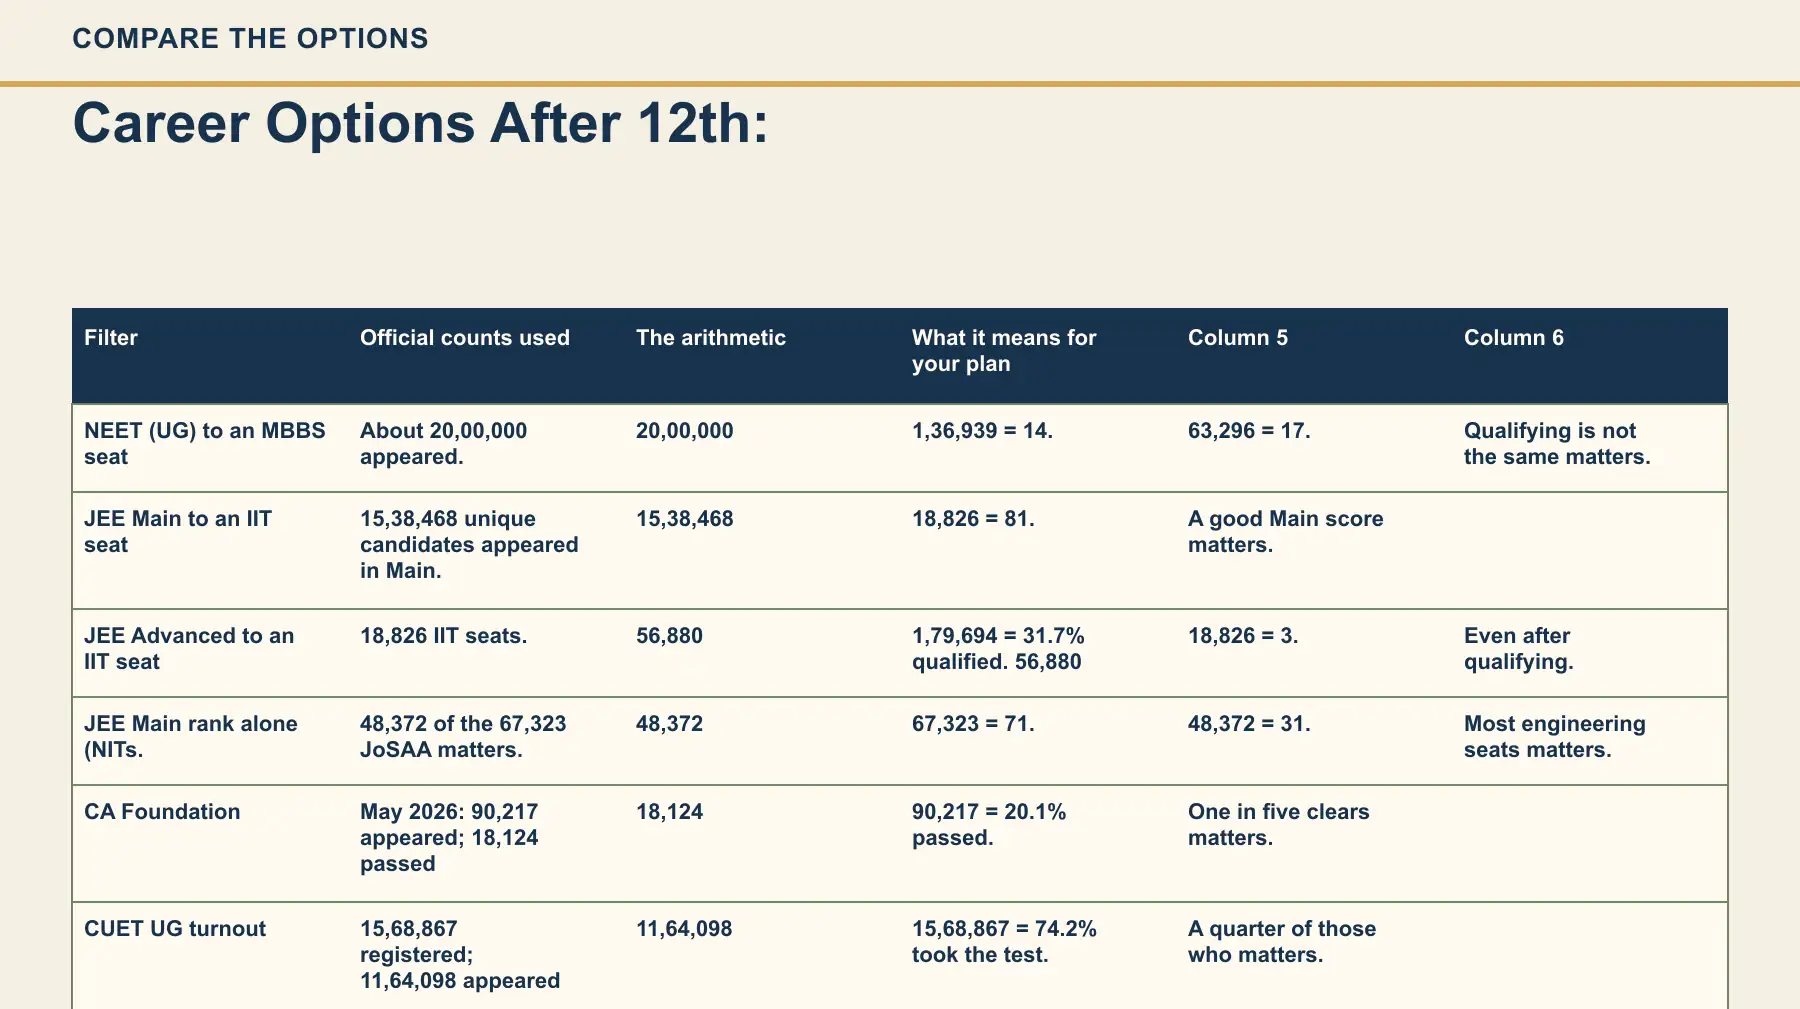 COMPARE THE OPTIONS
Career Options After 12th:
Filter
Official counts used
The arithmetic
What it means for
your plan
Column 5
Column 6
NEET (UG) to an MBBS
seat
About 20,00,000
appeared.
20,00,000
1,36,939 = 14.
63,296 = 17.
Qualifying is not
the same matters.
JEE Main to an IIT
seat
15,38,468 unique
candidates appeared
in Main.
15,38,468
18,826 = 81.
A good Main score
matters.
JEE Advanced to an
IIT seat
18,826 IIT seats.
56,880
1,79,694 = 31.7%
qualified. 56,880
18,826 = 3.
Even after
qualifying.
JEE Main rank alone
(NITs.
48,372 of the 67,323
JoSAA matters.
48,372
67,323 = 71.
48,372 = 31.
Most engineering
seats matters.
CA Foundation
May 2026: 90,217
appeared; 18,124
passed
18,124
90,217 = 20.1%
passed.
One in five clears
matters.
CUET UG turnout
15,68,867
registered;
11,64,098 appeared
11,64,098
15,68,867 = 74.2%
took the test.
A quarter of those
who matters.